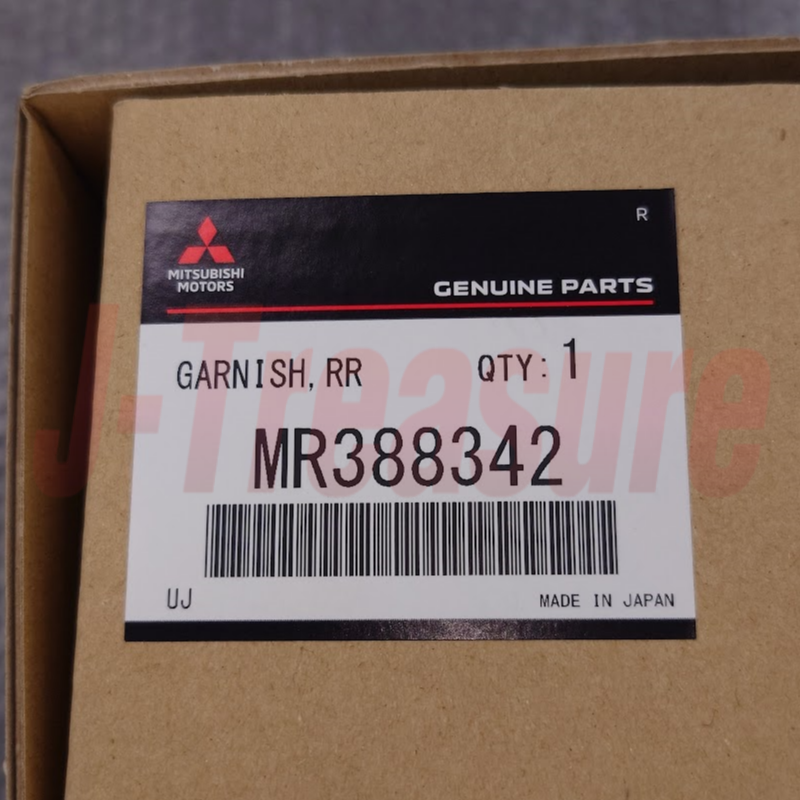 R
MITSUBISHI
MOTORS
GENUINE PARTS
GARNISH,RR QTY:1
J-Treasure
MR388342
UJ MADE IN JAPAN